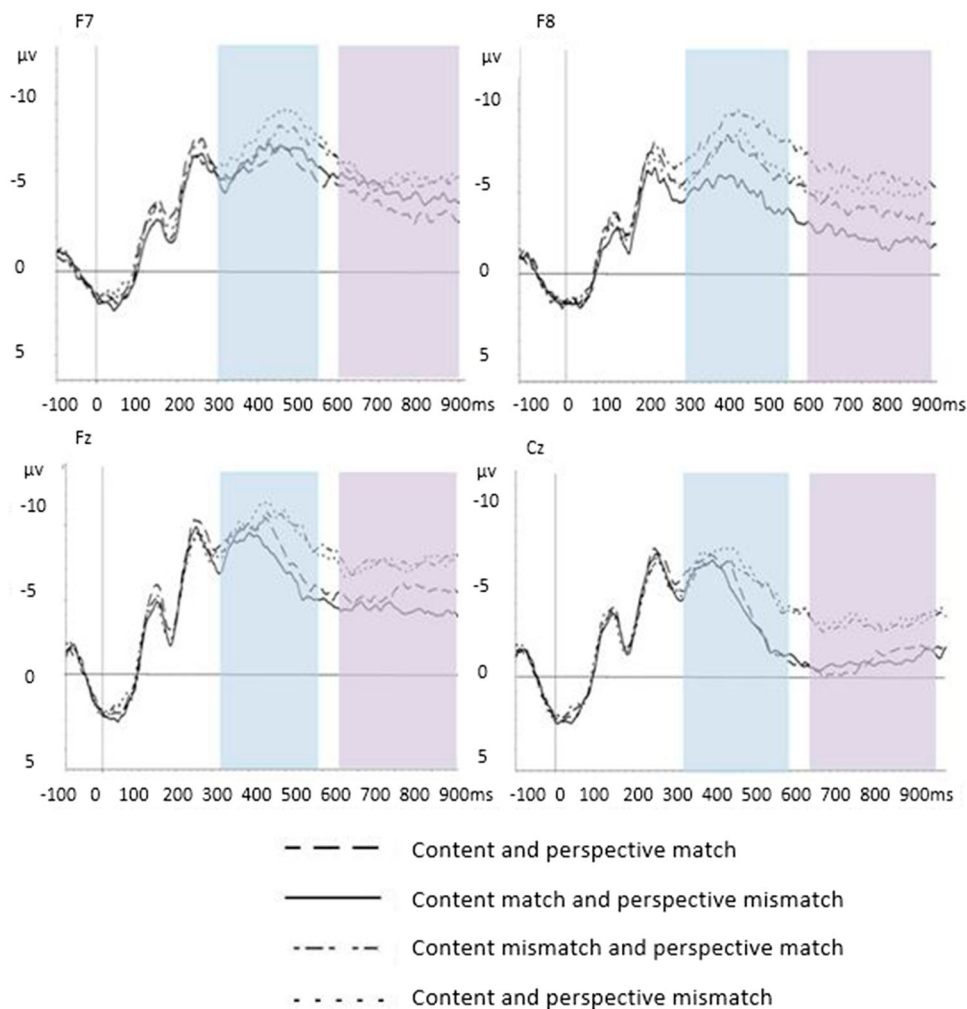 F7
μv
-10
-5
0
5
-100 0 100 200 300 400 500 600 700 800 900ms
F8
μv
-10
-5
0
5
-100 0 100 200 300 400 500 600 700 800 900ms
Fz
μv
-10
-5
0
5
-100 0 100 200 300 400 500 600 700 800 900ms
Cz
μv
-10
-5
0
5
-100 0 100 200 300 400 500 600 700 800 900ms
Content and perspective match
Content match and perspective mismatch
Content mismatch and perspective match
Content and perspective mismatch